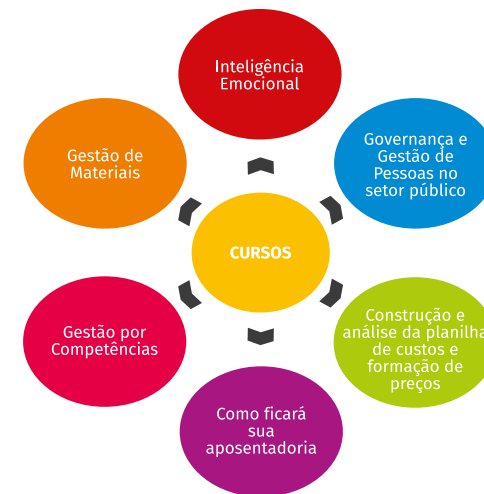 Inteligência
Emocional
Governança e
Gestão de
Pessoas no
setor público
Gestão de
Materiais
CURSOS
Construção e
análise da planilha
de custos e
formação de
preços
Gestão por
Competências
Como ficará
sua
aposentadoria